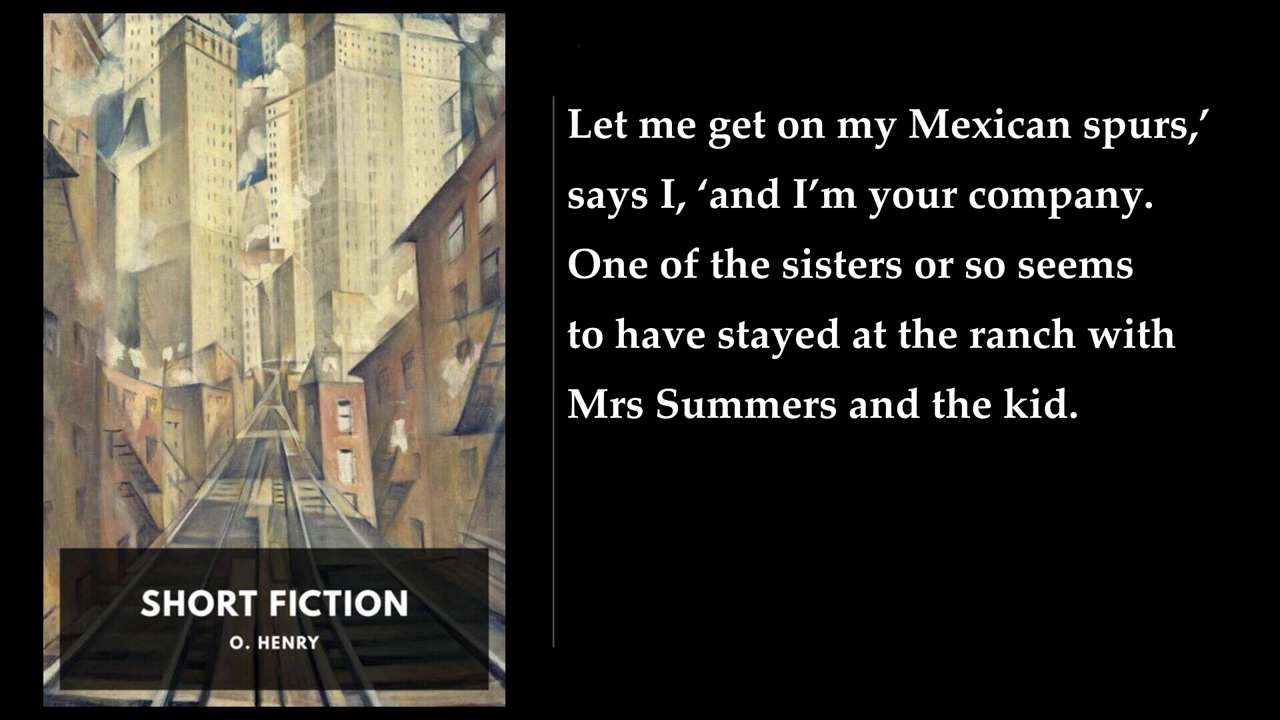 Let me get on my Mexican spurs,’
says I, ‘and I’m your company.
One of the sisters or so seems
to have stayed at the ranch with
Mrs Summers and the kid.
SHORT FICTION
O. HENRY